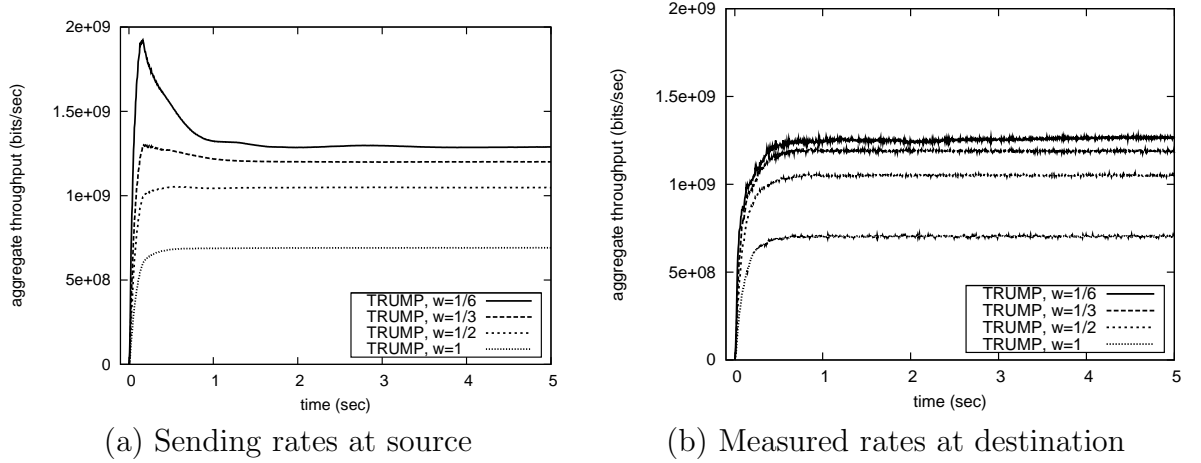 aggregate throughput (bits/sec)
2e+09
1.5e+09
1e+09
5e+08
0
TRUMP, w=1/6
TRUMP, w=1/3
TRUMP, w=1/2
TRUMP, w=1
0 1 2 3 4 5
time (sec)
(a) Sending rates at source
aggregate throughput (bits/sec)
2e+09
1.5e+09
1e+09
5e+08
0
TRUMP, w=1/6
TRUMP, w=1/3
TRUMP, w=1/2
TRUMP, w=1
0 1 2 3 4 5
time (sec)
(b) Measured rates at destination